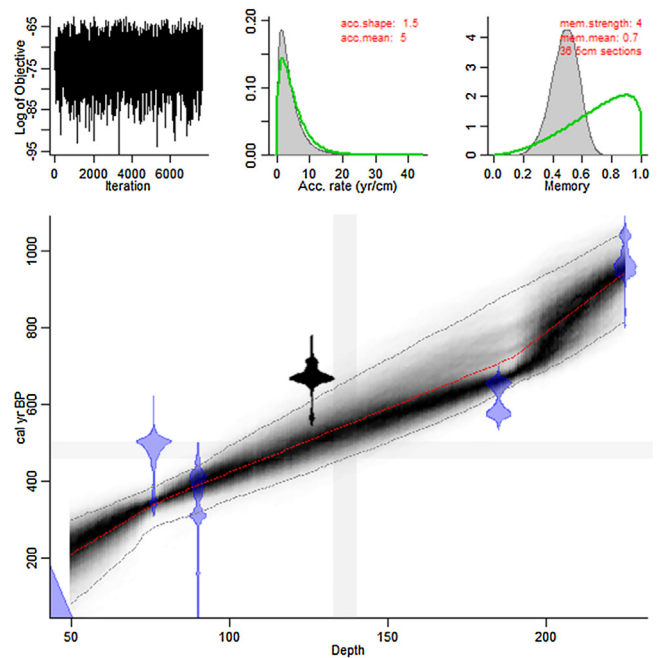 Log of Objective
-95 -85 -75 -65
0 2000 4000 6000
Iteration
0.00 0.10 0.20
acc.shape: 1.5
acc.mean: 5
0 10 20 30 40
Acc. rate (yr/cm)
0 1 2 3 4
mem.strength: 4
mem.mean: 0.7
36 5cm sections
0.0 0.2 0.4 0.6 0.8 1.0
Memory
cal yr BP
200 400 600 800 1000
50 100 150 200
Depth